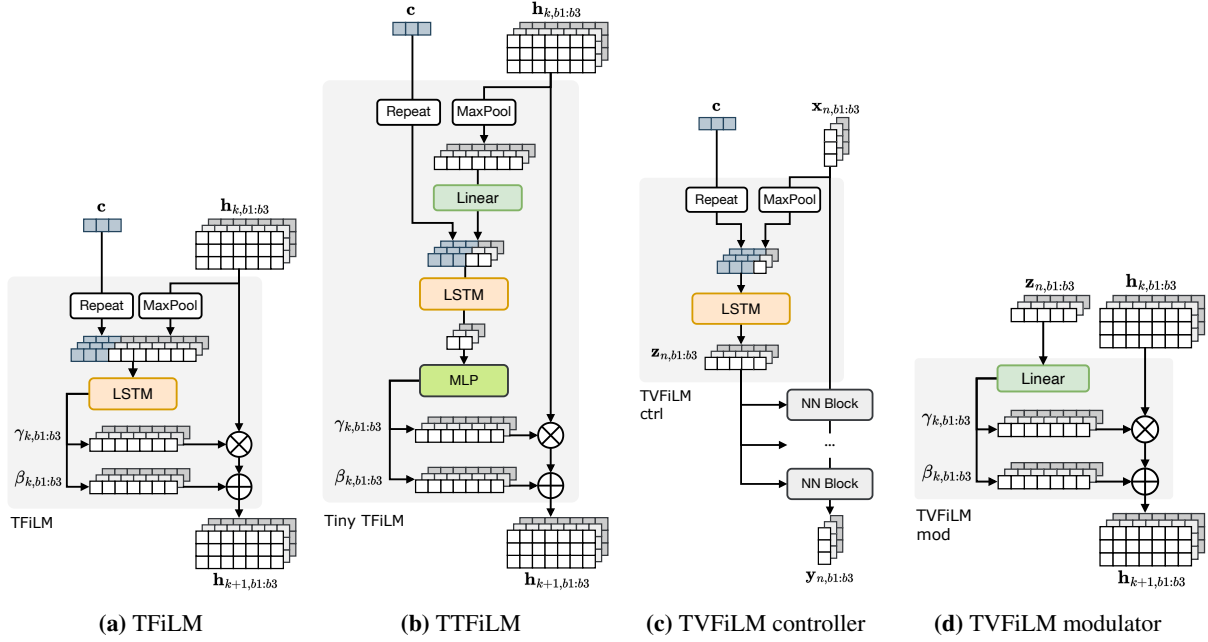 c
h_{k,b1:b3}
Repeat
MaxPool
LSTM
γ_{k,b1:b3}
β_{k,b1:b3}
TFiLM
h_{k+1,b1:b3}
(a) TFiLM
c
h_{k,b1:b3}
Repeat
MaxPool
Linear
LSTM
MLP
γ_{k,b1:b3}
β_{k,b1:b3}
Tiny TFiLM
h_{k+1,b1:b3}
(b) TTFiLM
c
x_{n,b1:b3}
Repeat
MaxPool
LSTM
z_{n,b1:b3}
TVFiLM
ctrl
NN Block
...
NN Block
y_{n,b1:b3}
(c) TVFiLM controller
z_{n,b1:b3}
h_{k,b1:b3}
Linear
γ_{k,b1:b3}
β_{k,b1:b3}
TVFiLM
mod
h_{k+1,b1:b3}
(d) TVFiLM modulator